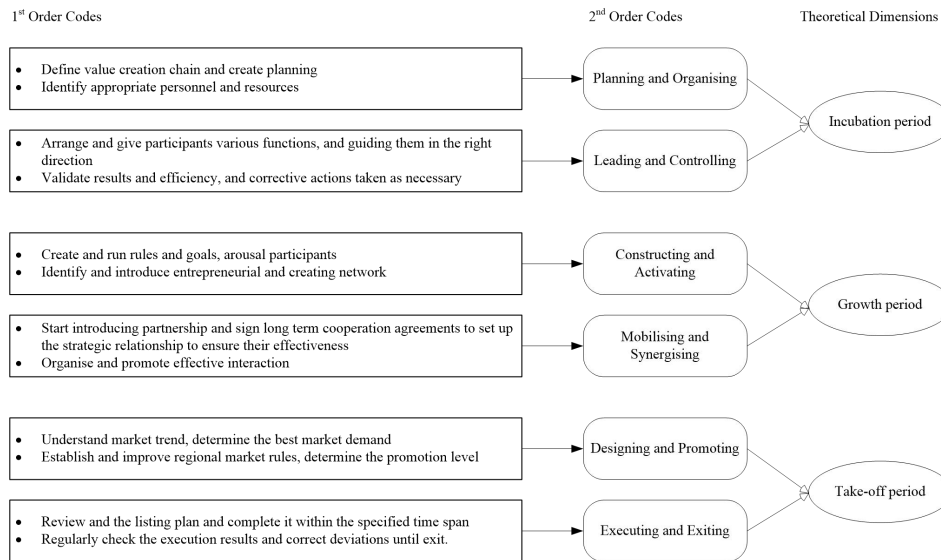 1st Order Codes
2nd Order Codes
Theoretical Dimensions
• Define value creation chain and create planning
• Identify appropriate personnel and resources
Planning and Organising
• Arrange and give participants various functions, and guiding them in the right
direction
• Validate results and efficiency, and corrective actions taken as necessary
Leading and Controlling
Incubation period
• Create and run rules and goals, arousal participants
• Identify and introduce entrepreneurial and creating network
Constructing and
Activating
• Start introducing partnership and sign long term cooperation agreements to set up
the strategic relationship to ensure their effectiveness
• Organise and promote effective interaction
Mobilising and
Synergising
Growth period
• Understand market trend, determine the best market demand
• Establish and improve regional market rules, determine the promotion level
Designing and Promoting
• Review and the listing plan and complete it within the specified time span
• Regularly check the execution results and correct deviations until exit.
Executing and Exiting
Take-off period